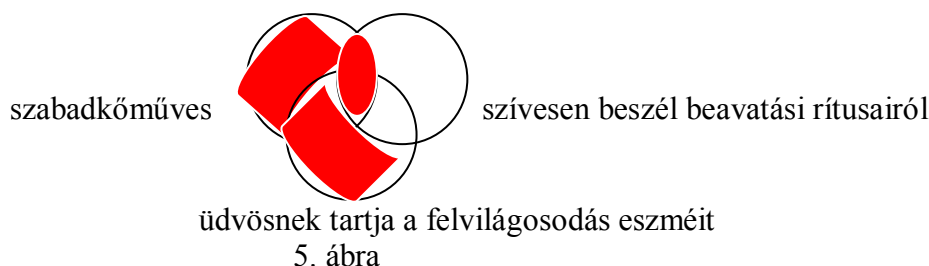 szabadkőműves
szívesen beszél beavatási rítusairól
üdvösnek tartja a felvilágosodás eszméit
5. ábra